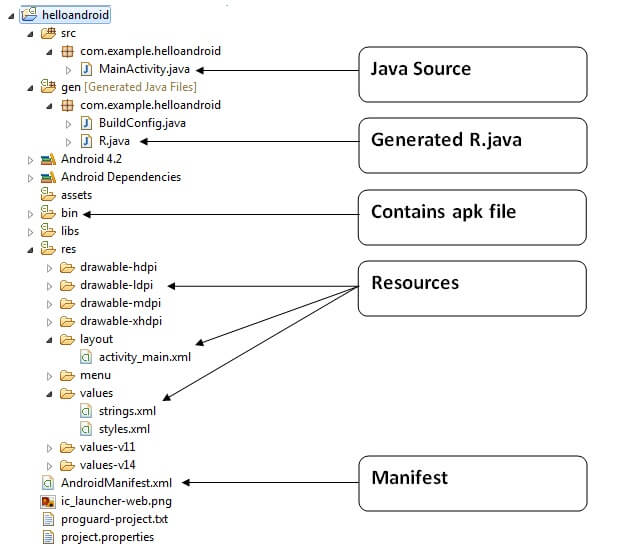 helloandroid
src
com.example.helloandroid
MainActivity.java
Java Source
gen [Generated Java Files]
com.example.helloandroid
BuildConfig.java
R.java
Generated R.java
Android 4.2
Android Dependencies
assets
bin
Contains apk file
libs
res
drawable-hdpi
drawable-ldpi
Resources
drawable-mdpi
drawable-xhdpi
layout
activity_main.xml
menu
values
strings.xml
styles.xml
values-v11
values-v14
AndroidManifest.xml
Manifest
ic_launcher-web.png
proguard-project.txt
project.properties